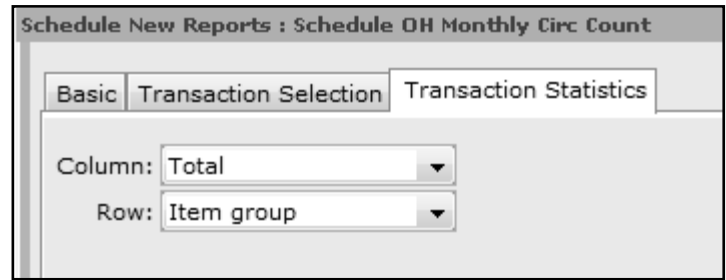 Schedule New Reports : Schedule OH Monthly Circ Count
Basic Transaction Selection Transaction Statistics
Column: Total
Row: Item group